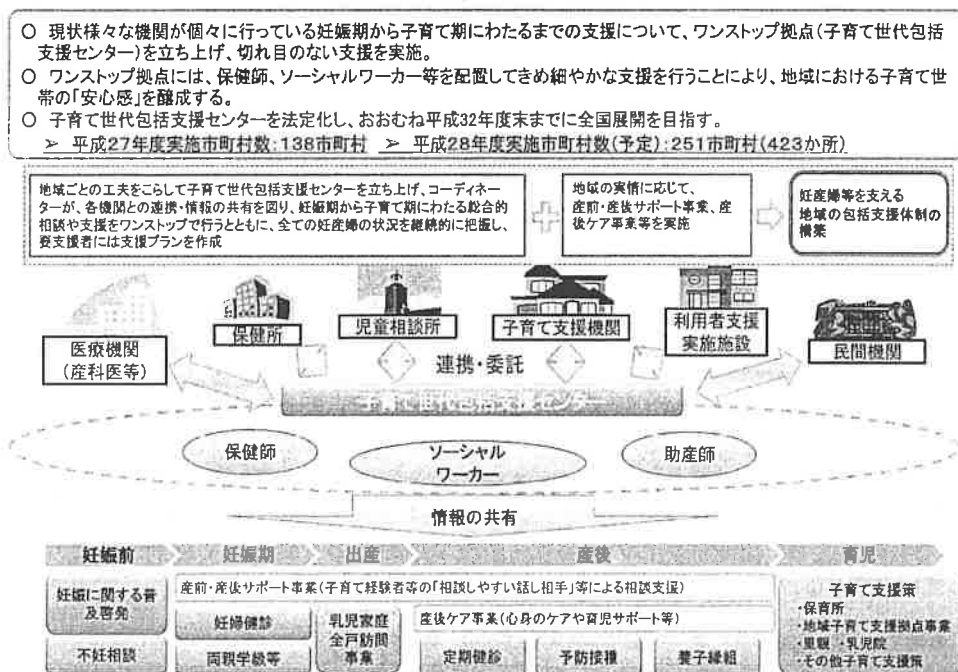 ○ 現状様々な機関が個々に行っている妊娠期から子育て期にわたるまでの支援について、ワンストップ拠点(子育て世代包括
支援センター)を立ち上げ、切れ目のない支援を実施。
○ ワンストップ拠点には、保健師、ソーシャルワーカー等を配置してきめ細やかな支援を行うことにより、地域における子育て世
帯の「安心感」を醸成する。
○ 子育て世代包括支援センターを法定化し、おおむね平成32年度末までに全国展開を目指す。
➢ 平成27年度実施市町村数:138市町村 ➢ 平成28年度実施市町村数(予定):251市町村(423か所)
地域ごとの工夫をこらして子育て世代包括支援センターを立ち上げ、コーディネー
ターが、各機関との連携・情報の共有を図り、妊娠期から子育て期にわたる総合的
相談や支援をワンストップで行うとともに、全ての妊産婦の状況を継続的に把握し、
要支援者には支援プランを作成
地域の実情に応じて、
産前・産後サポート事業、産
後ケア事業等を実施
妊産婦等を支える
地域の包括支援体制の
構築
医療機関
(産科医等)
保健所
児童相談所
子育て支援機関
利用者支援
実施施設
民間機関
連携・委託
子育て世代包括支援センター
保健師
ソーシャル
ワーカー
助産師
情報の共有
妊娠前
妊娠期
出産
産後
育児
妊娠に関する普
及啓発
不妊相談
産前・産後サポート事業(子育て経験者等の「相談しやすい話し相手」等による相談支援)
妊婦健診
両親学級等
乳児家庭
全戸訪問
事業
産後ケア事業(心身のケアや育児サポート等)
定期健診
予防接種
養子縁組
子育て支援策
・保育所
・地域子育て支援拠点事業
・里親 ・乳児院
・その他子育て支援策